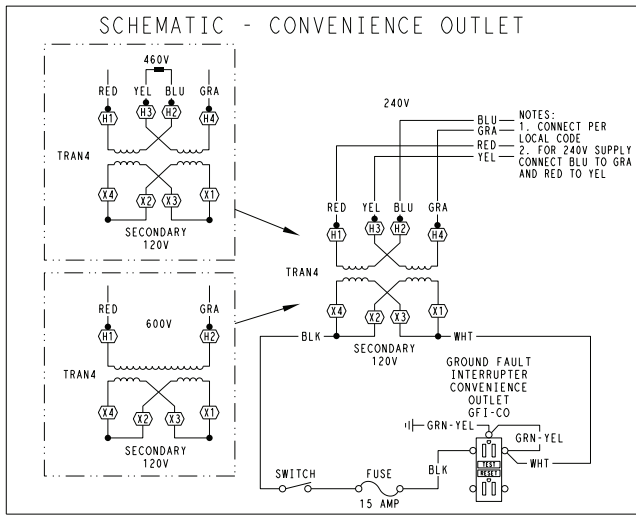 SCHEMATIC - CONVENIENCE OUTLET
460V
RED YEL BLU GRA
H1 H3 H2 H4
TRAN4
X4 X2 X3 X1
SECONDARY
120V
RED GRA
600V
H1 H2
TRAN4
X4 X2 X3 X1
SECONDARY
120V
240V
BLU
GRA
RED
YEL
NOTES:
1. CONNECT PER
LOCAL CODE
2. FOR 240V SUPPLY
CONNECT BLU TO GRA
AND RED TO YEL
RED YEL BLU GRA
H1 H3 H2 H4
TRAN4
X4 X2 X3 X1
BLK WHT
SECONDARY
120V
GROUND FAULT
INTERRUPTER
CONVENIENCE
OUTLET
GFI-CO
GRN-YEL
GRN-YEL
WHT
BLK
TEST
RESET
SWITCH
FUSE
15 AMP